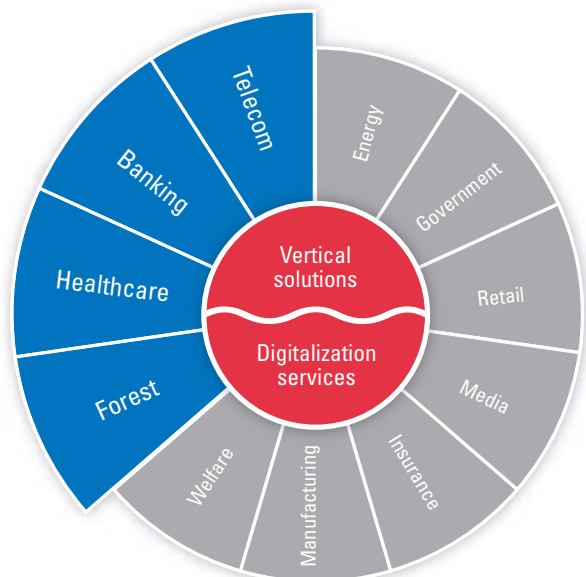 Telecom
Energy
Government
Retail
Media
Insurance
Manufacturing
Welfare
Forest
Healthcare
Banking
Vertical
solutions
Digitalization
services